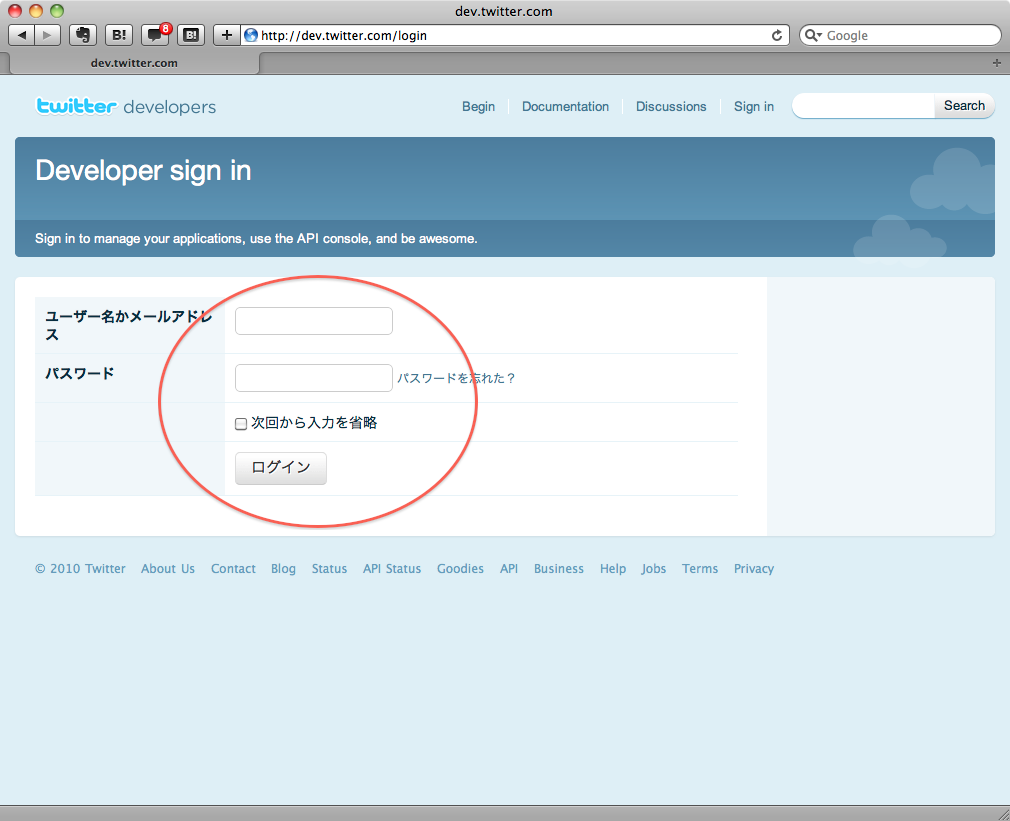 dev.twitter.com
B!
8
B!
http://dev.twitter.com/login
Google
dev.twitter.com
twitter developers
Begin
Documentation
Discussions
Sign in
Search
Developer sign in
Sign in to manage your applications, use the API console, and be awesome.
ユーザー名かメールアドレ
ス
パスワード
パスワードを忘れた？
次回から入力を省略
ログイン
© 2010 Twitter About Us Contact Blog Status API Status Goodies API Business Help Jobs Terms Privacy